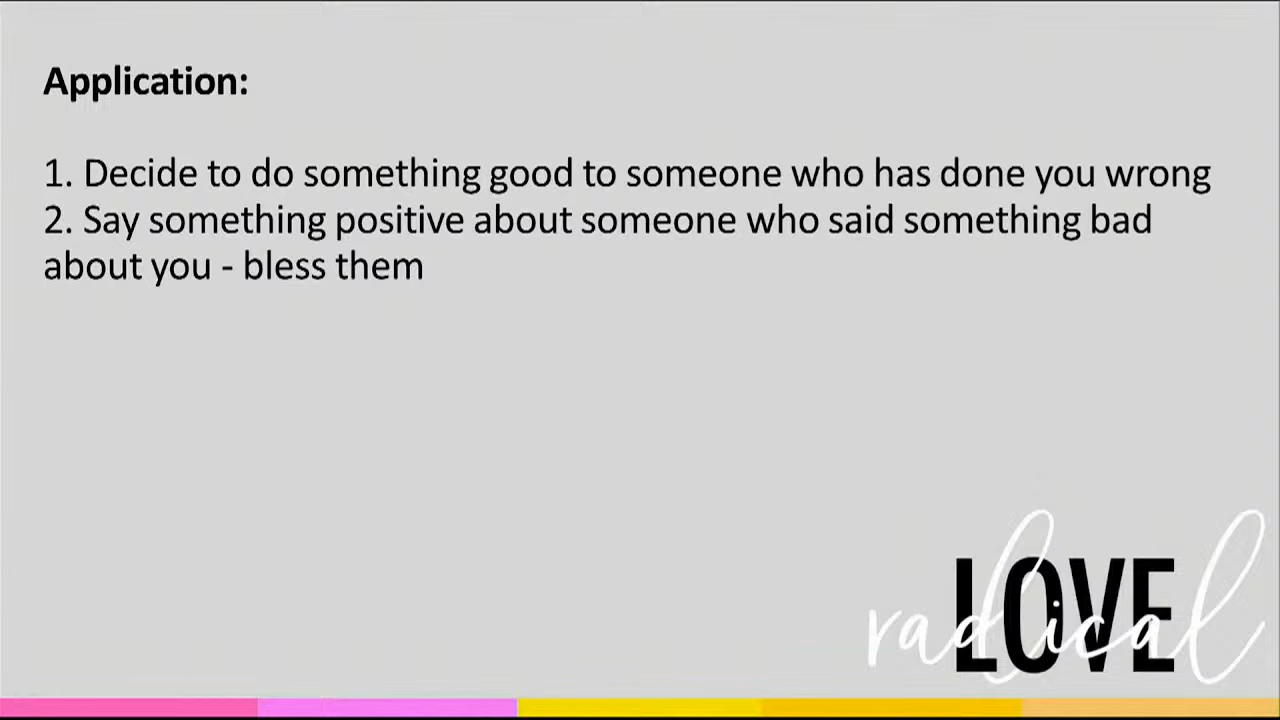 Application:
1. Decide to do something good to someone who has done you wrong
2. Say something positive about someone who said something bad
about you - bless them
radical
LOVE